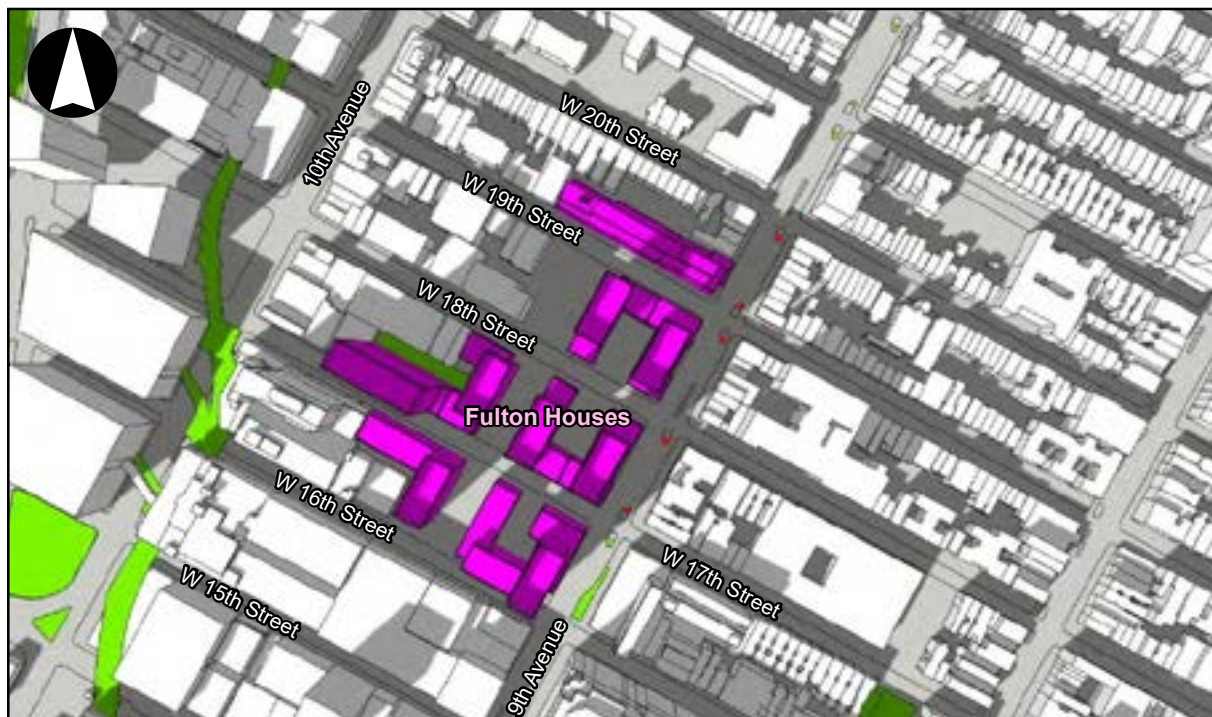 W 20th Street
10th Avenue
W 19th Street
W 18th Street
Fulton Houses
W 16th Street
W 17th Street
W 15th Street
9th Avenue